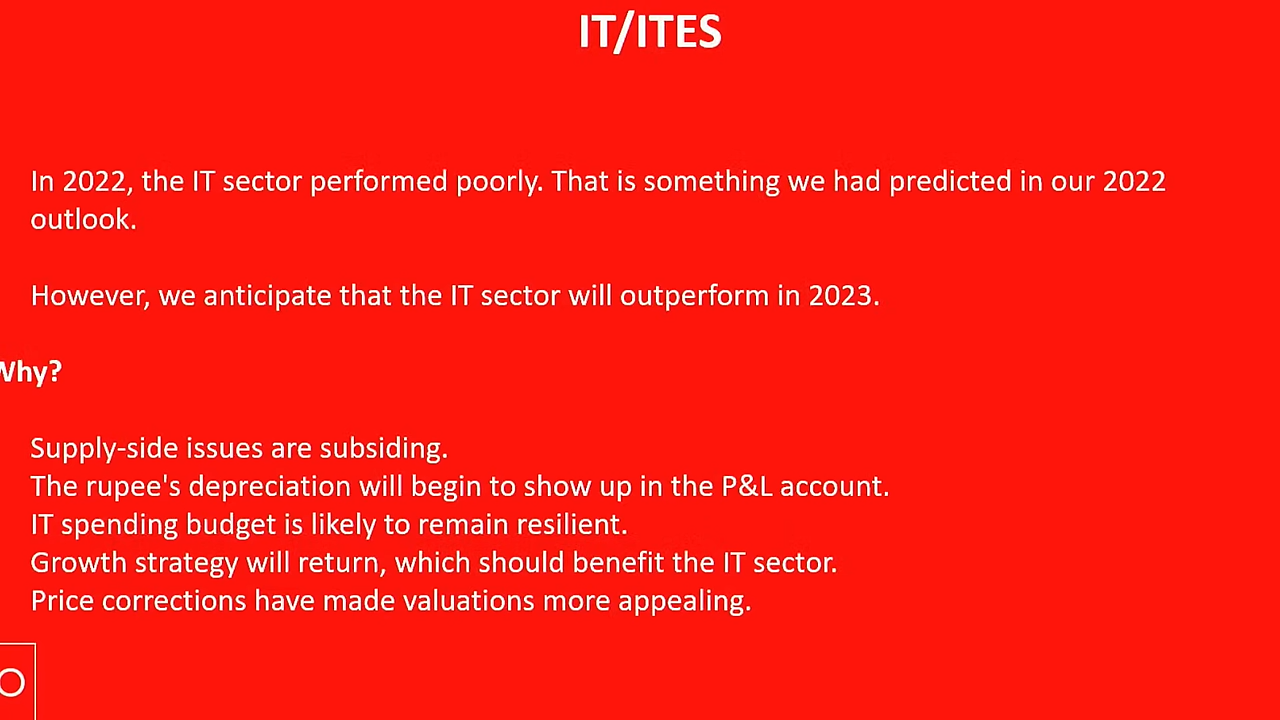 IT/ITES
In 2022, the IT sector performed poorly. That is something we had predicted in our 2022
outlook.
However, we anticipate that the IT sector will outperform in 2023.
Why?
Supply-side issues are subsiding.
The rupee's depreciation will begin to show up in the P&L account.
IT spending budget is likely to remain resilient.
Growth strategy will return, which should benefit the IT sector.
Price corrections have made valuations more appealing.
O